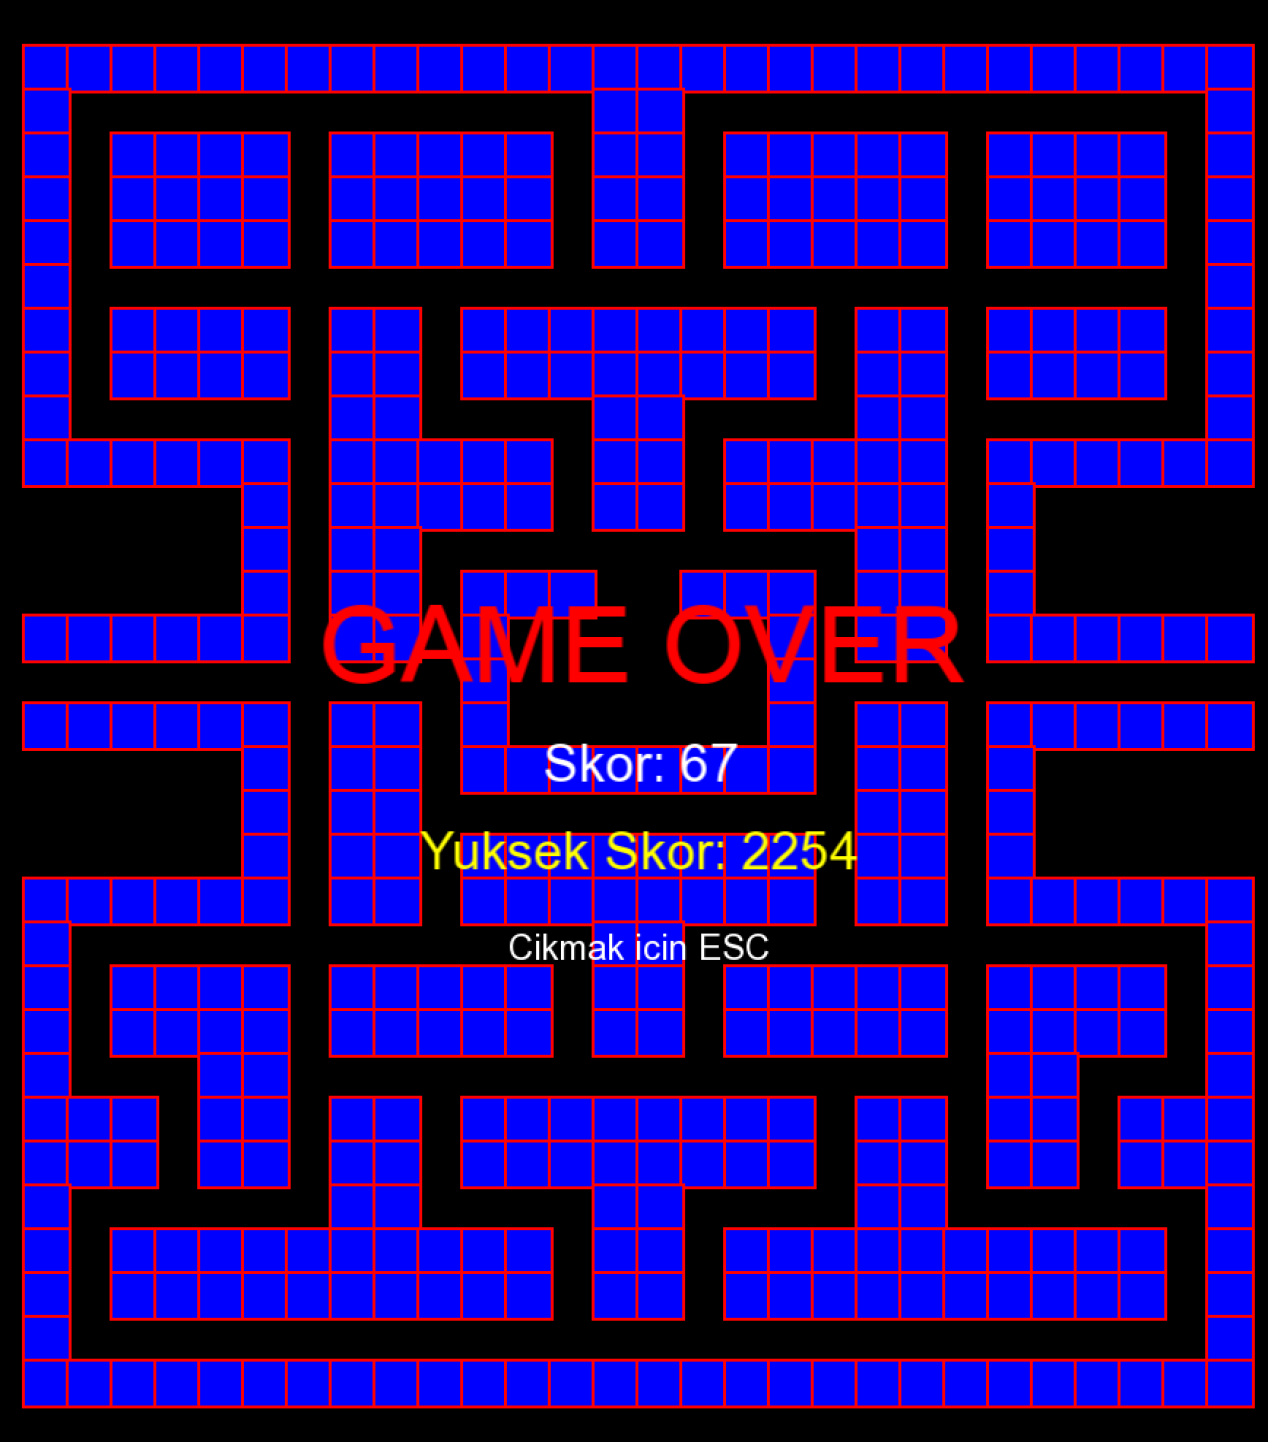 GAME OVER
Skor: 67
Yuksek Skor: 2254
Cikmak icin ESC